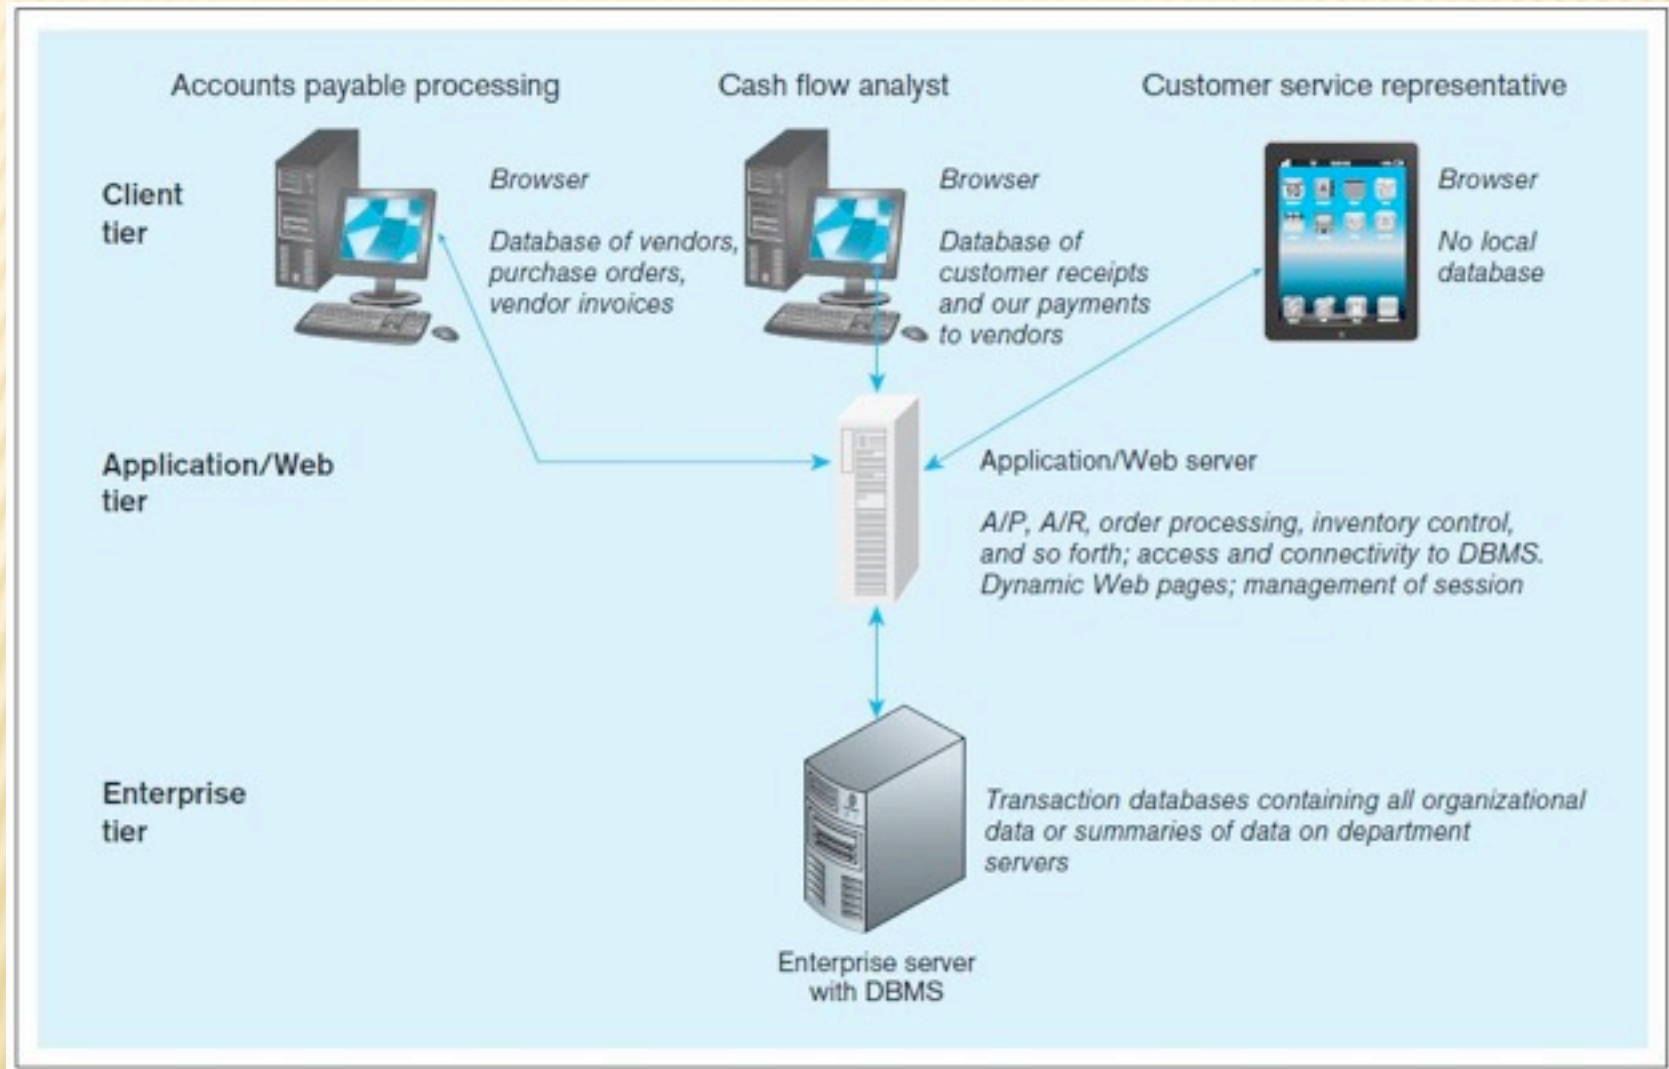 Accounts payable processing
Cash flow analyst
Customer service representative
Client
tier
Browser
Database of vendors,
purchase orders,
vendor invoices
Browser
Database of
customer receipts
and our payments
to vendors
Browser
No local
database
Application/Web
tier
Application/Web server
A/P, A/R, order processing, inventory control,
and so forth; access and connectivity to DBMS.
Dynamic Web pages; management of session
Enterprise
tier
Transaction databases containing all organizational
data or summaries of data on department
servers
Enterprise server
with DBMS